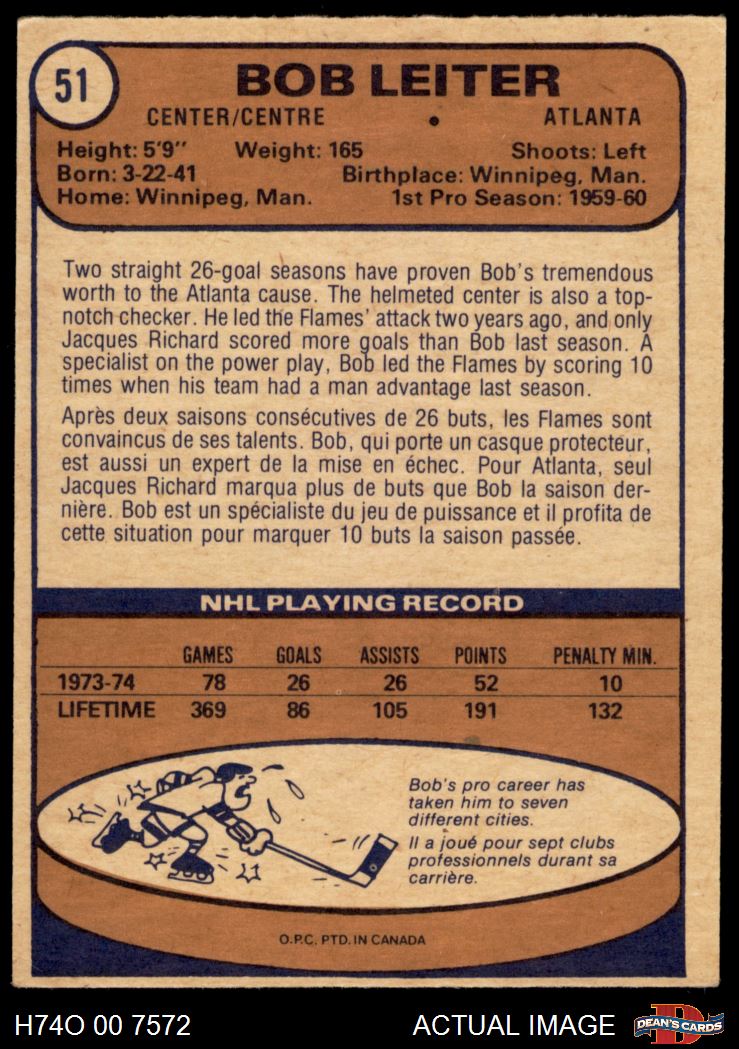 51
BOB LEITER
CENTER/CENTRE • ATLANTA
Height: 5'9" Weight: 165 Shoots: Left
Born: 3-22-41 Birthplace: Winnipeg, Man.
Home: Winnipeg, Man. 1st Pro Season: 1959-60
Two straight 26-goal seasons have proven Bob's tremendous
worth to the Atlanta cause. The helmeted center is also a top-
notch checker. He led the Flames' attack two years ago, and only
Jacques Richard scored more goals than Bob last season. A
specialist on the power play, Bob led the Flames by scoring 10
times when his team had a man advantage last season.
Après deux saisons consécutives de 26 buts, les Flames sont
convaincus de ses talents. Bob, qui porte un casque protecteur,
est aussi un expert de la mise en échec. Pour Atlanta, seul
Jacques Richard marqua plus de buts que Bob la saison der-
nière. Bob est un spécialiste du jeu de puissance et il profita de
cette situation pour marquer 10 buts la saison passée.
NHL PLAYING RECORD
GAMES GOALS ASSISTS POINTS PENALTY MIN.
1973-74 78 26 26 52 10
LIFETIME 369 86 105 191 132
Bob's pro career has
taken him to seven
different cities.
Il a joué pour sept clubs
professionnels durant sa
carrière.
O.P.C. PTD. IN CANADA
H74O 00 7572 ACTUAL IMAGE D DEAN'S CARDS